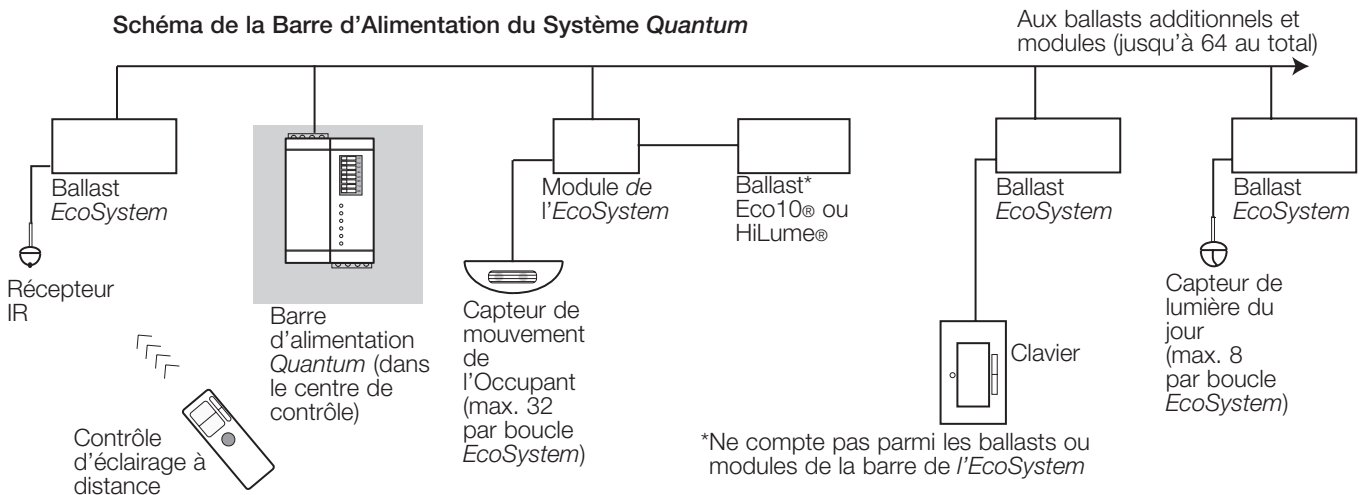 Schéma de la Barre d'Alimentation du Système Quantum
Aux ballasts additionnels et
modules (jusqu'à 64 au total)
Ballast
EcoSystem
Récepteur
IR
Contrôle
d'éclairage à
distance
Barre
d'alimentation
Quantum (dans
le centre de
contrôle)
Module de
l'EcoSystem
Capteur de
mouvement
de
l'Occupant
(max. 32
par boucle
EcoSystem)
Ballast*
Eco10® ou
HiLume®
Ballast
EcoSystem
Clavier
*Ne compte pas parmi les ballasts ou
modules de la barre de l'EcoSystem
Ballast
EcoSystem
Capteur de
lumière du
jour
(max. 8
par boucle
EcoSystem)